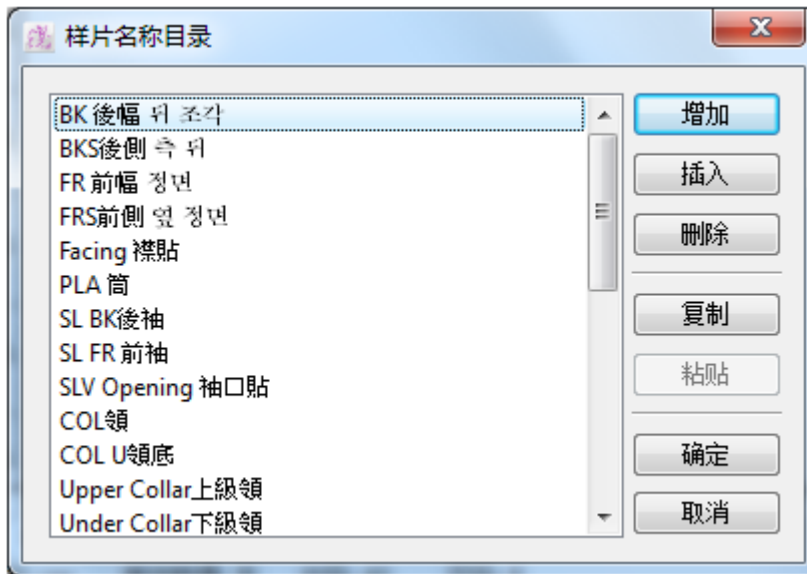 样片名称目录
BK 後幅 뒤 조각
BKS後側 측 뒤
FR 前幅 정면
FRS前側 옆 정면
Facing 襟貼
PLA 筒
SL BK後袖
SL FR 前袖
SLV Opening 袖口貼
COL領
COL U領底
Upper Collar上級領
Under Collar下級領
增加
插入
删除
复制
粘贴
确定
取消